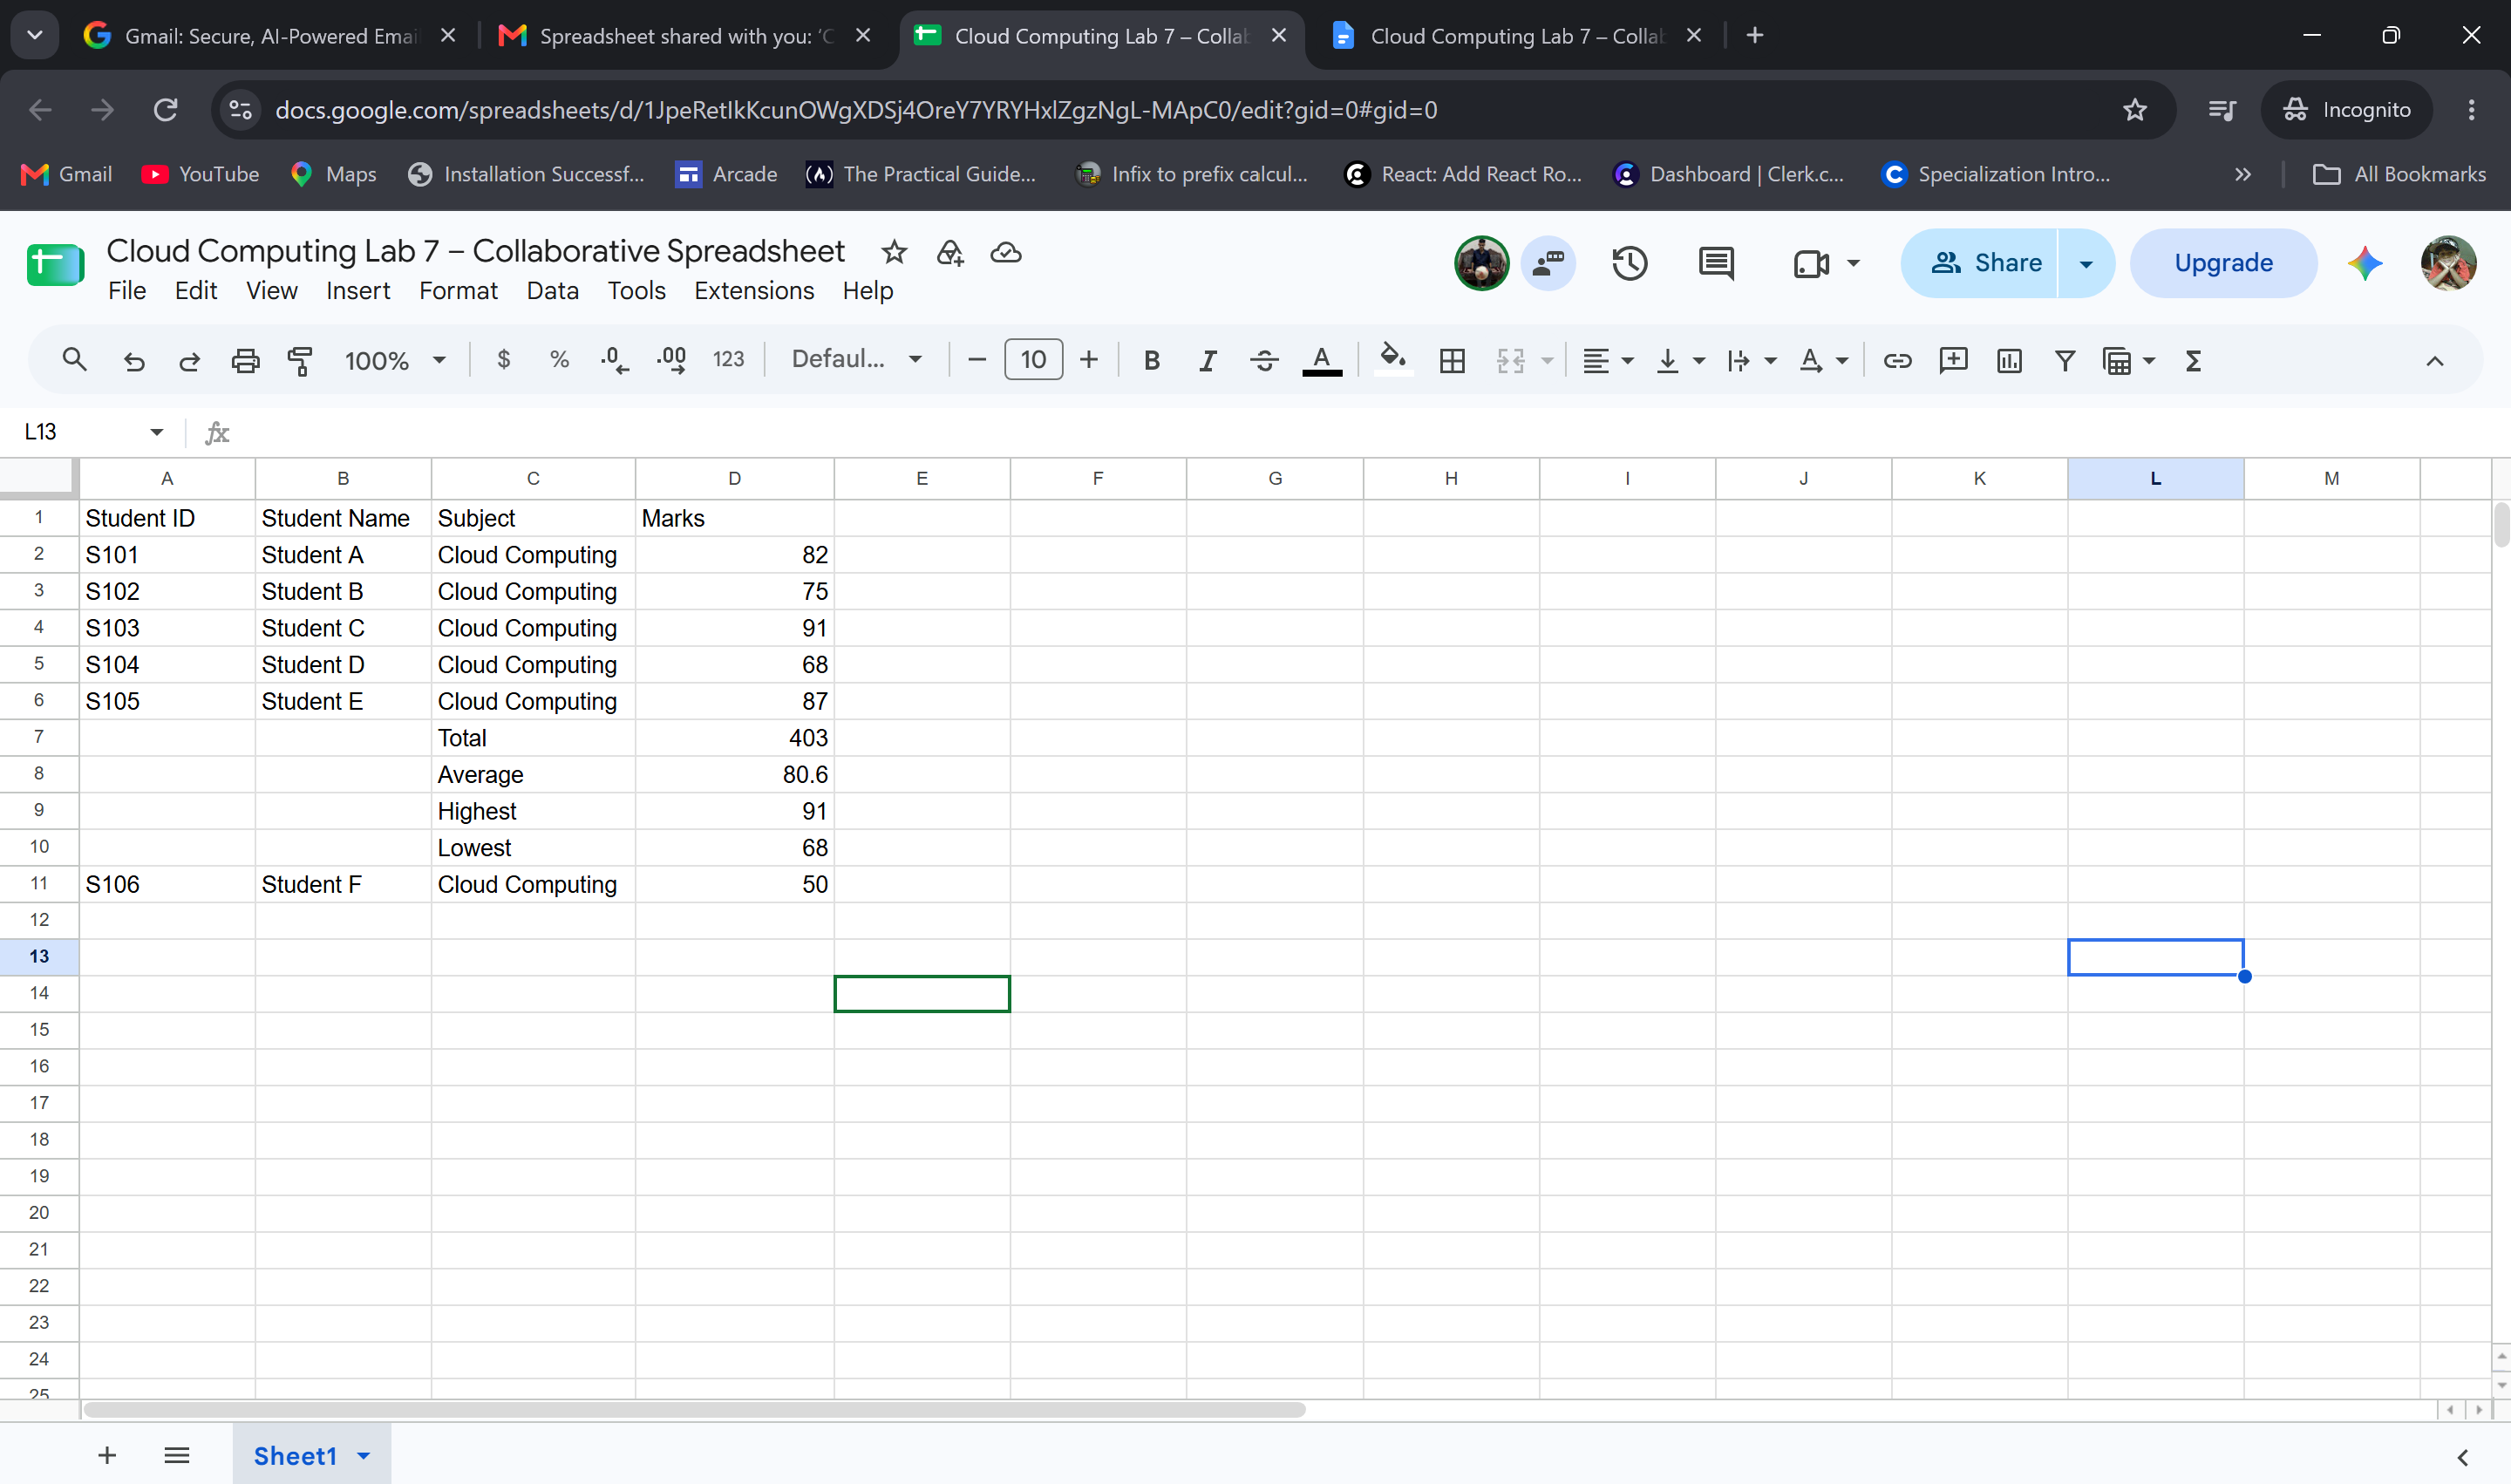 Gmail: Secure, AI-Powered Emai
Spreadsheet shared with you: ‘C
Cloud Computing Lab 7 – Collab
Cloud Computing Lab 7 – Collab
docs.google.com/spreadsheets/d/1JpeRetIkKcunOWgXDSj4OreY7YRYHxlZgzNgL-MApC0/edit?gid=0#gid=0
Incognito
Gmail YouTube Maps Installation Successf... Arcade The Practical Guide... Infix to prefix calcul... React: Add React Ro... Dashboard | Clerk.c... Specialization Intro... » All Bookmarks
Cloud Computing Lab 7 – Collaborative Spreadsheet
Share Upgrade
File Edit View Insert Format Data Tools Extensions Help
100% $ % .0 .00 123 Defaul... 10 B I A
L13 fx
A B C D E F G H I J K L M
1 Student ID Student Name Subject Marks
2 S101 Student A Cloud Computing 82
3 S102 Student B Cloud Computing 75
4 S103 Student C Cloud Computing 91
5 S104 Student D Cloud Computing 68
6 S105 Student E Cloud Computing 87
7 Total 403
8 Average 80.6
9 Highest 91
10 Lowest 68
11 S106 Student F Cloud Computing 50
12
13
14
15
16
17
18
19
20
21
22
23
24
25
Sheet1